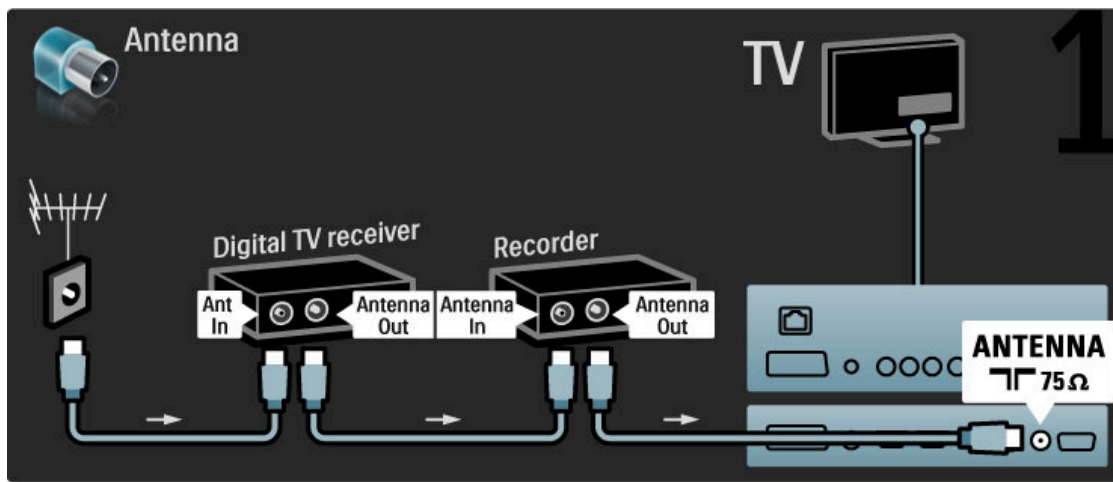 Antenna
TV
1
Digital TV receiver
Recorder
Ant
In
Antenna
Out
Antenna
In
Antenna
Out
ANTENNA
75Ω